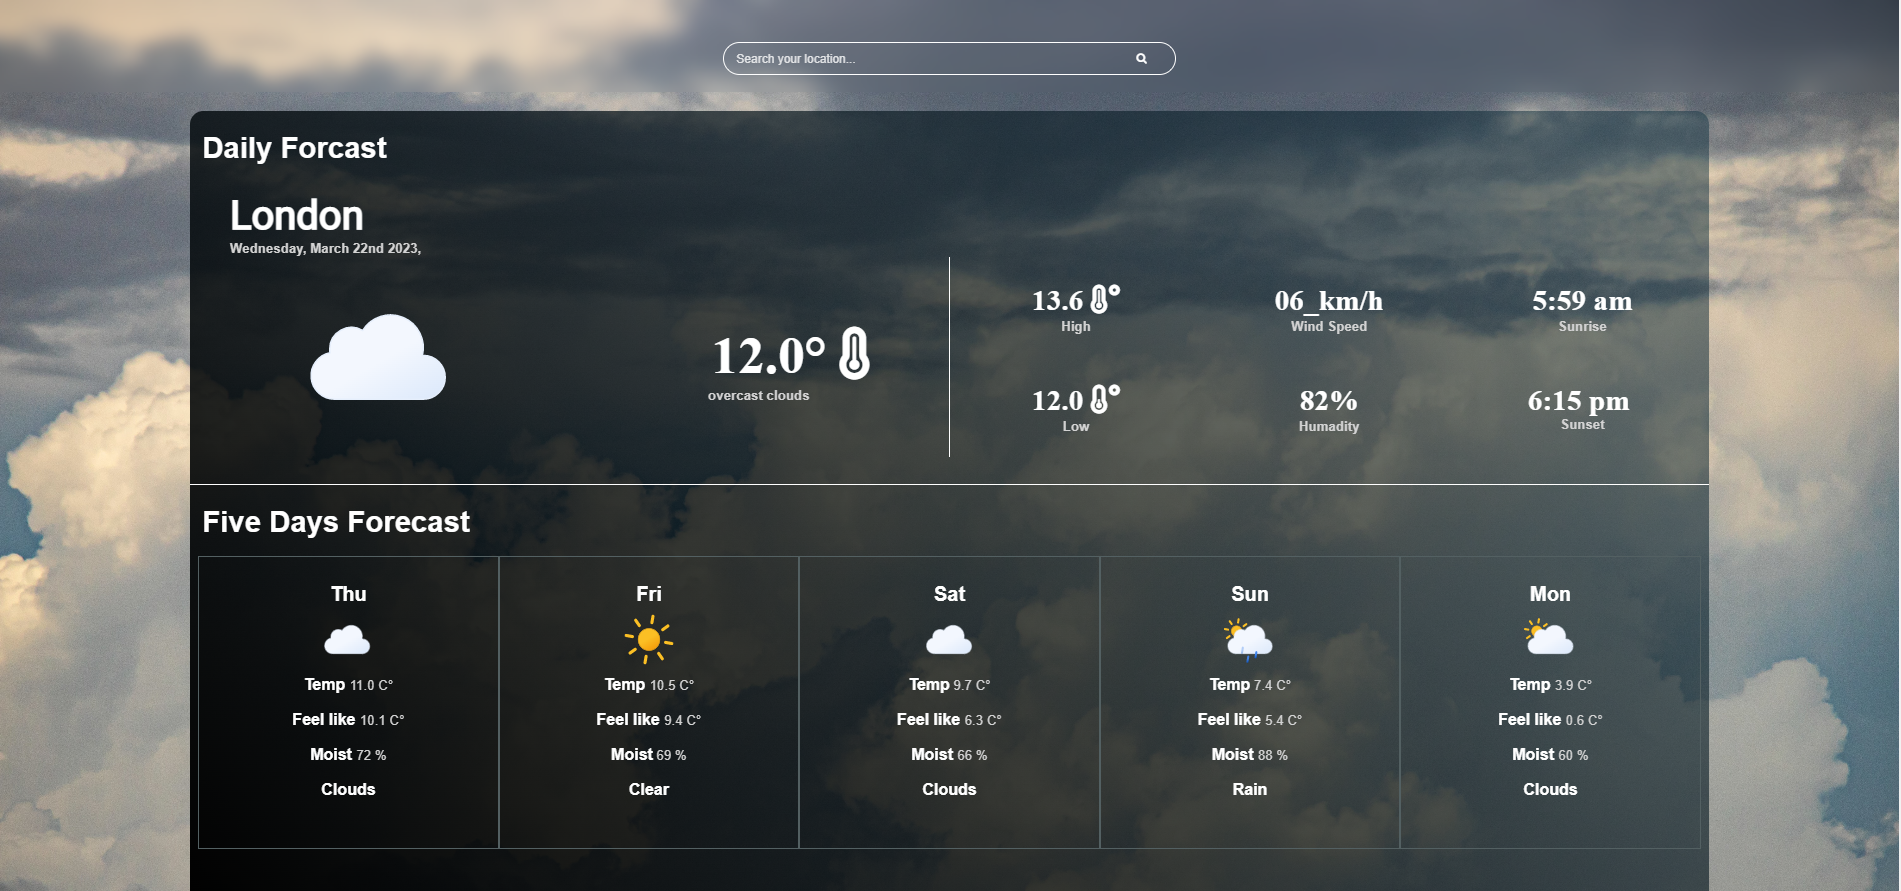 Search your location...
Daily Forcast
London
Wednesday, March 22nd 2023,
12.0°
overcast clouds
13.6
High
06_km/h
Wind Speed
5:59 am
Sunrise
12.0
Low
82%
Humadity
6:15 pm
Sunset
Five Days Forecast
Thu
Temp 11.0 C°
Feel like 10.1 C°
Moist 72 %
Clouds
Fri
Temp 10.5 C°
Feel like 9.4 C°
Moist 69 %
Clear
Sat
Temp 9.7 C°
Feel like 6.3 C°
Moist 66 %
Clouds
Sun
Temp 7.4 C°
Feel like 5.4 C°
Moist 88 %
Rain
Mon
Temp 3.9 C°
Feel like 0.6 C°
Moist 60 %
Clouds